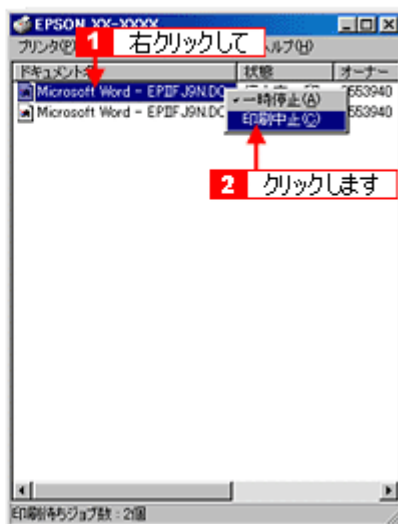 EPSON XX-XXXX
プリンタ(P) ヘルプ(H)
1 右クリックして
ドキュメント名 状態 オーナー
Microsoft Word - EPIIFJ9N.DOC 553940
一時停止(A)
Microsoft Word - EPIIFJ9N.DOC 553940
印刷中止(C)
2 クリックします
印刷待ちジョブ数 : 2個